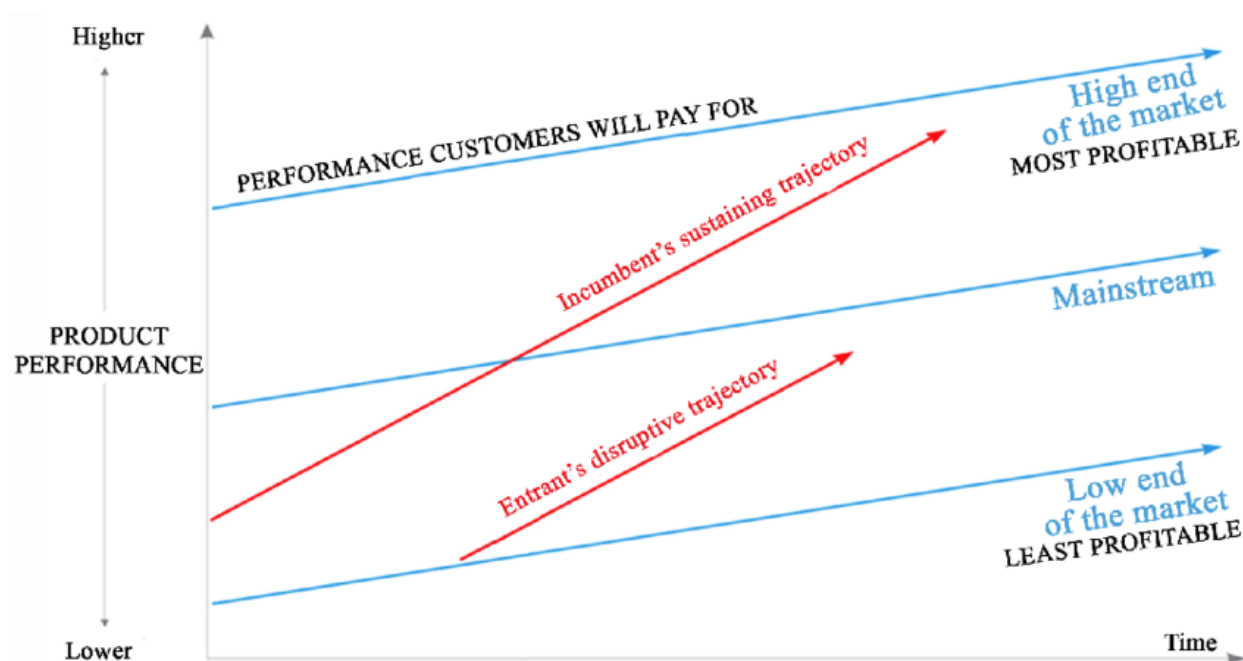 Higher
PERFORMANCE CUSTOMERS WILL PAY FOR
High end
of the market
MOST PROFITABLE
Incumbent's sustaining trajectory
Mainstream
PRODUCT
PERFORMANCE
Entrant's disruptive trajectory
Low end
of the market
LEAST PROFITABLE
Lower
Time